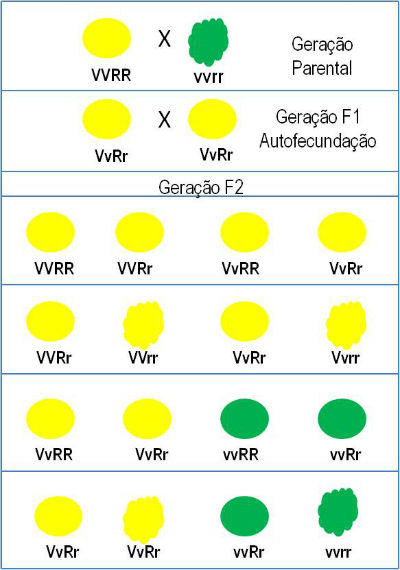 X
VVRR vvrr
Geração
Parental
X
VvRr VvRr
Geração F1
Autofecundação
Geração F2
VVRR VVRr VvRR VvRr
VVRr VVrr VvRr Vvrr
VvRR VvRr vvRR vvRr
VvRr VvRr vvRr vvrr